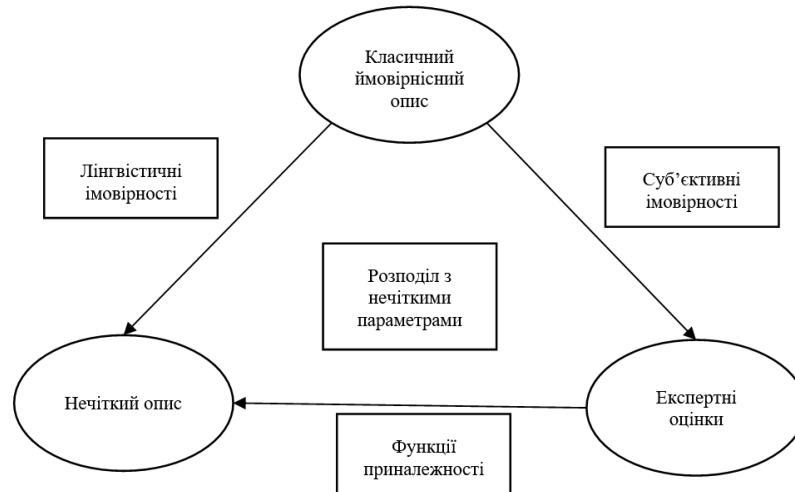 Класичний
ймовірнісний
опис
Лінгвістичні
імовірності
Суб’єктивні
імовірності
Розподіл з
нечіткими
параметрами
Нечіткий опис
Експертні
оцінки
Функції
приналежності